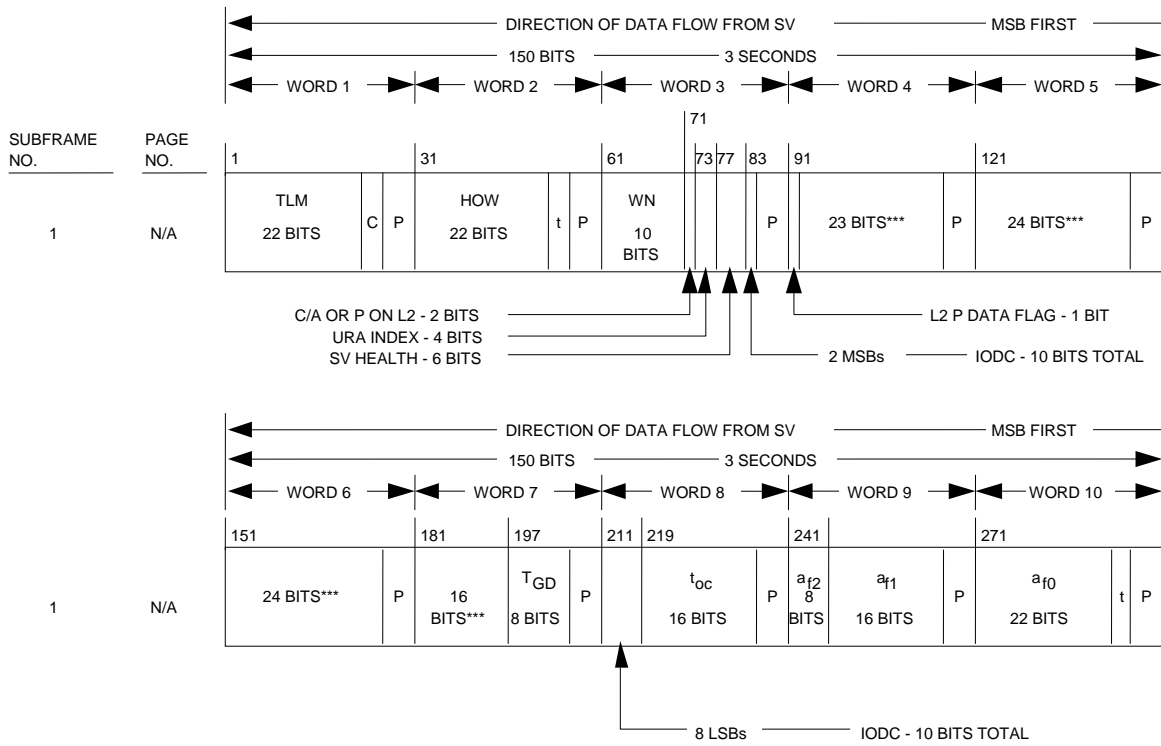 DIRECTION OF DATA FLOW FROM SV MSB FIRST
150 BITS 3 SECONDS
WORD 1 WORD 2 WORD 3 WORD 4 WORD 5
SUBFRAME NO. PAGE NO.
71
1 31 61 73 77 83 91 121
1 N/A
TLM 22 BITS
C P
HOW 22 BITS
t P
WN 10 BITS
P
23 BITS*** P
24 BITS*** P
C/A OR P ON L2 - 2 BITS
URA INDEX - 4 BITS
SV HEALTH - 6 BITS
L2 P DATA FLAG - 1 BIT
2 MSBs IODC - 10 BITS TOTAL
DIRECTION OF DATA FLOW FROM SV MSB FIRST
150 BITS 3 SECONDS
WORD 6 WORD 7 WORD 8 WORD 9 WORD 10
151 181 197 211 219 241 271
1 N/A
24 BITS*** P
16 BITS***
TGD 8 BITS
P
toc 16 BITS
P
af2 8 BITS
af1 16 BITS
P
af0 22 BITS
t P
8 LSBs IODC - 10 BITS TOTAL